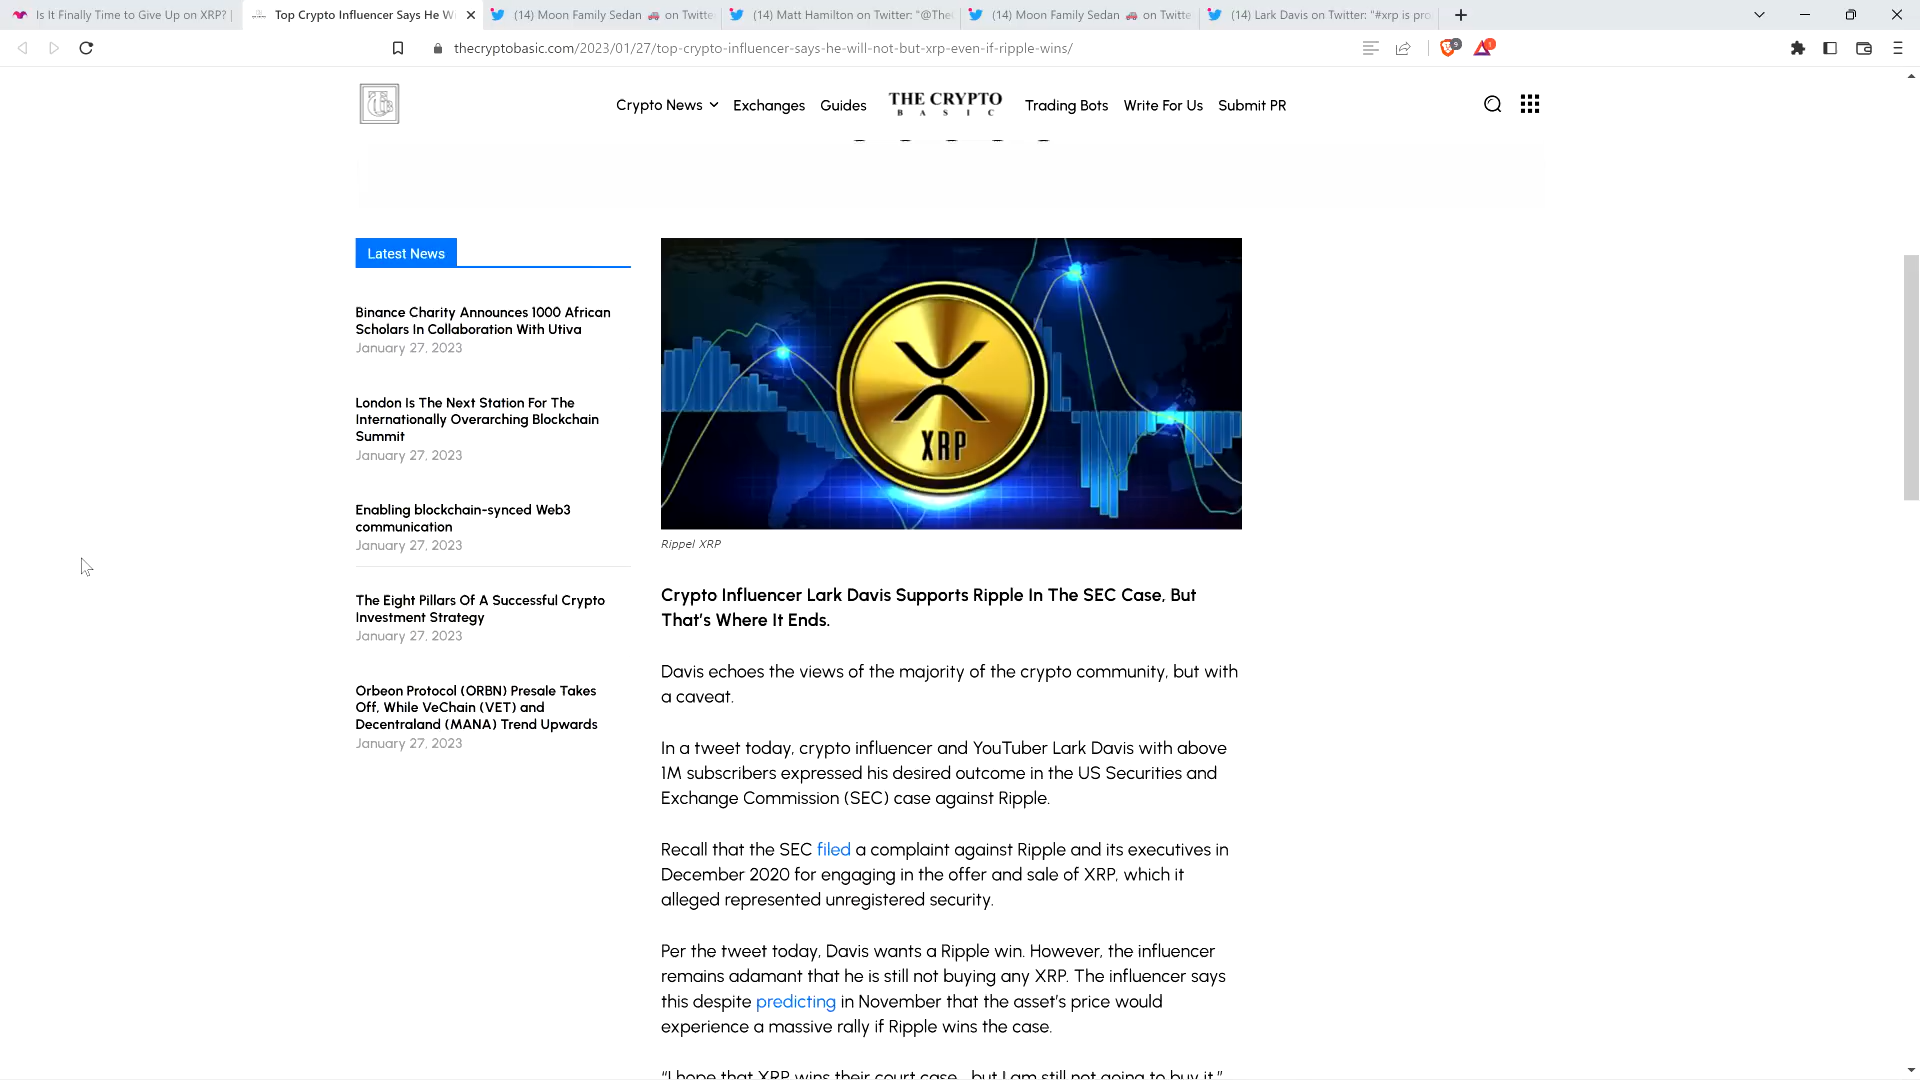 Is It Finally Time to Give Up on XRP? |
Top Crypto Influencer Says He W
(14) Moon Family Sedan 🚗 on Twitte
(14) Matt Hamilton on Twitter: "@The
(14) Moon Family Sedan 🚗 on Twitte
(14) Lark Davis on Twitter: "#xrp is pro
thecryptobasic.com/2023/01/27/top-crypto-influencer-says-he-will-not-but-xrp-even-if-ripple-wins/
9
1
Crypto News
Exchanges
Guides
THE CRYPTO
BASIC
Trading Bots
Write For Us
Submit PR
Latest News
Binance Charity Announces 1000 African
Scholars In Collaboration With Utiva
January 27, 2023
London Is The Next Station For The
Internationally Overarching Blockchain
Summit
January 27, 2023
Enabling blockchain-synced Web3
communication
January 27, 2023
The Eight Pillars Of A Successful Crypto
Investment Strategy
January 27, 2023
Orbeon Protocol (ORBN) Presale Takes
Off, While VeChain (VET) and
Decentraland (MANA) Trend Upwards
January 27, 2023
XRP
Rippel XRP
Crypto Influencer Lark Davis Supports Ripple In The SEC Case, But
That's Where It Ends.
Davis echoes the views of the majority of the crypto community, but with
a caveat.
In a tweet today, crypto influencer and YouTuber Lark Davis with above
1M subscribers expressed his desired outcome in the US Securities and
Exchange Commission (SEC) case against Ripple.
Recall that the SEC filed a complaint against Ripple and its executives in
December 2020 for engaging in the offer and sale of XRP, which it
alleged represented unregistered security.
Per the tweet today, Davis wants a Ripple win. However, the influencer
remains adamant that he is still not buying any XRP. The influencer says
this despite predicting in November that the asset's price would
experience a massive rally if Ripple wins the case.
"I hope that XRP wins their court case… but I am still not going to buy it,"